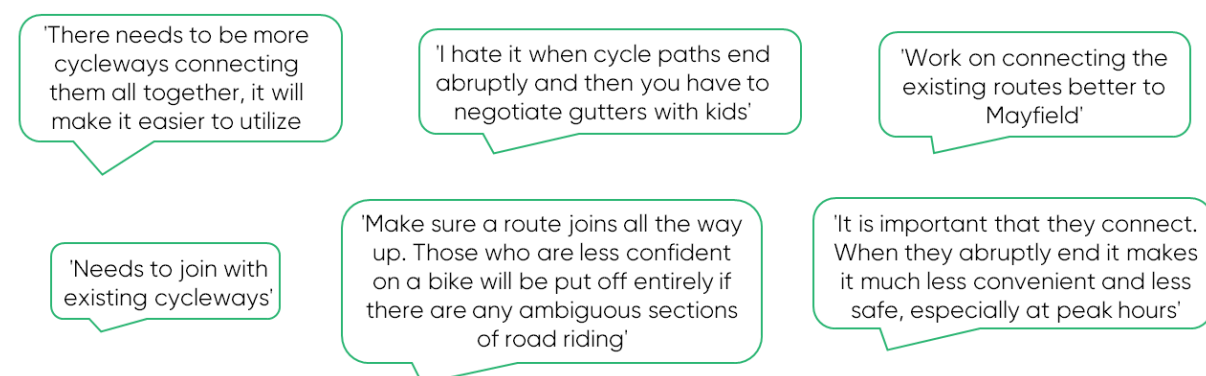 'There needs to be more
cycleways connecting
them all together, it will
make it easier to utilize
'I hate it when cycle paths end
abruptly and then you have to
negotiate gutters with kids'
'Work on connecting the
existing routes better to
Mayfield'
'Needs to join with
existing cycleways'
'Make sure a route joins all the way
up. Those who are less confident
on a bike will be put off entirely if
there are any ambiguous sections
of road riding'
'It is important that they connect.
When they abruptly end it makes
it much less convenient and less
safe, especially at peak hours'